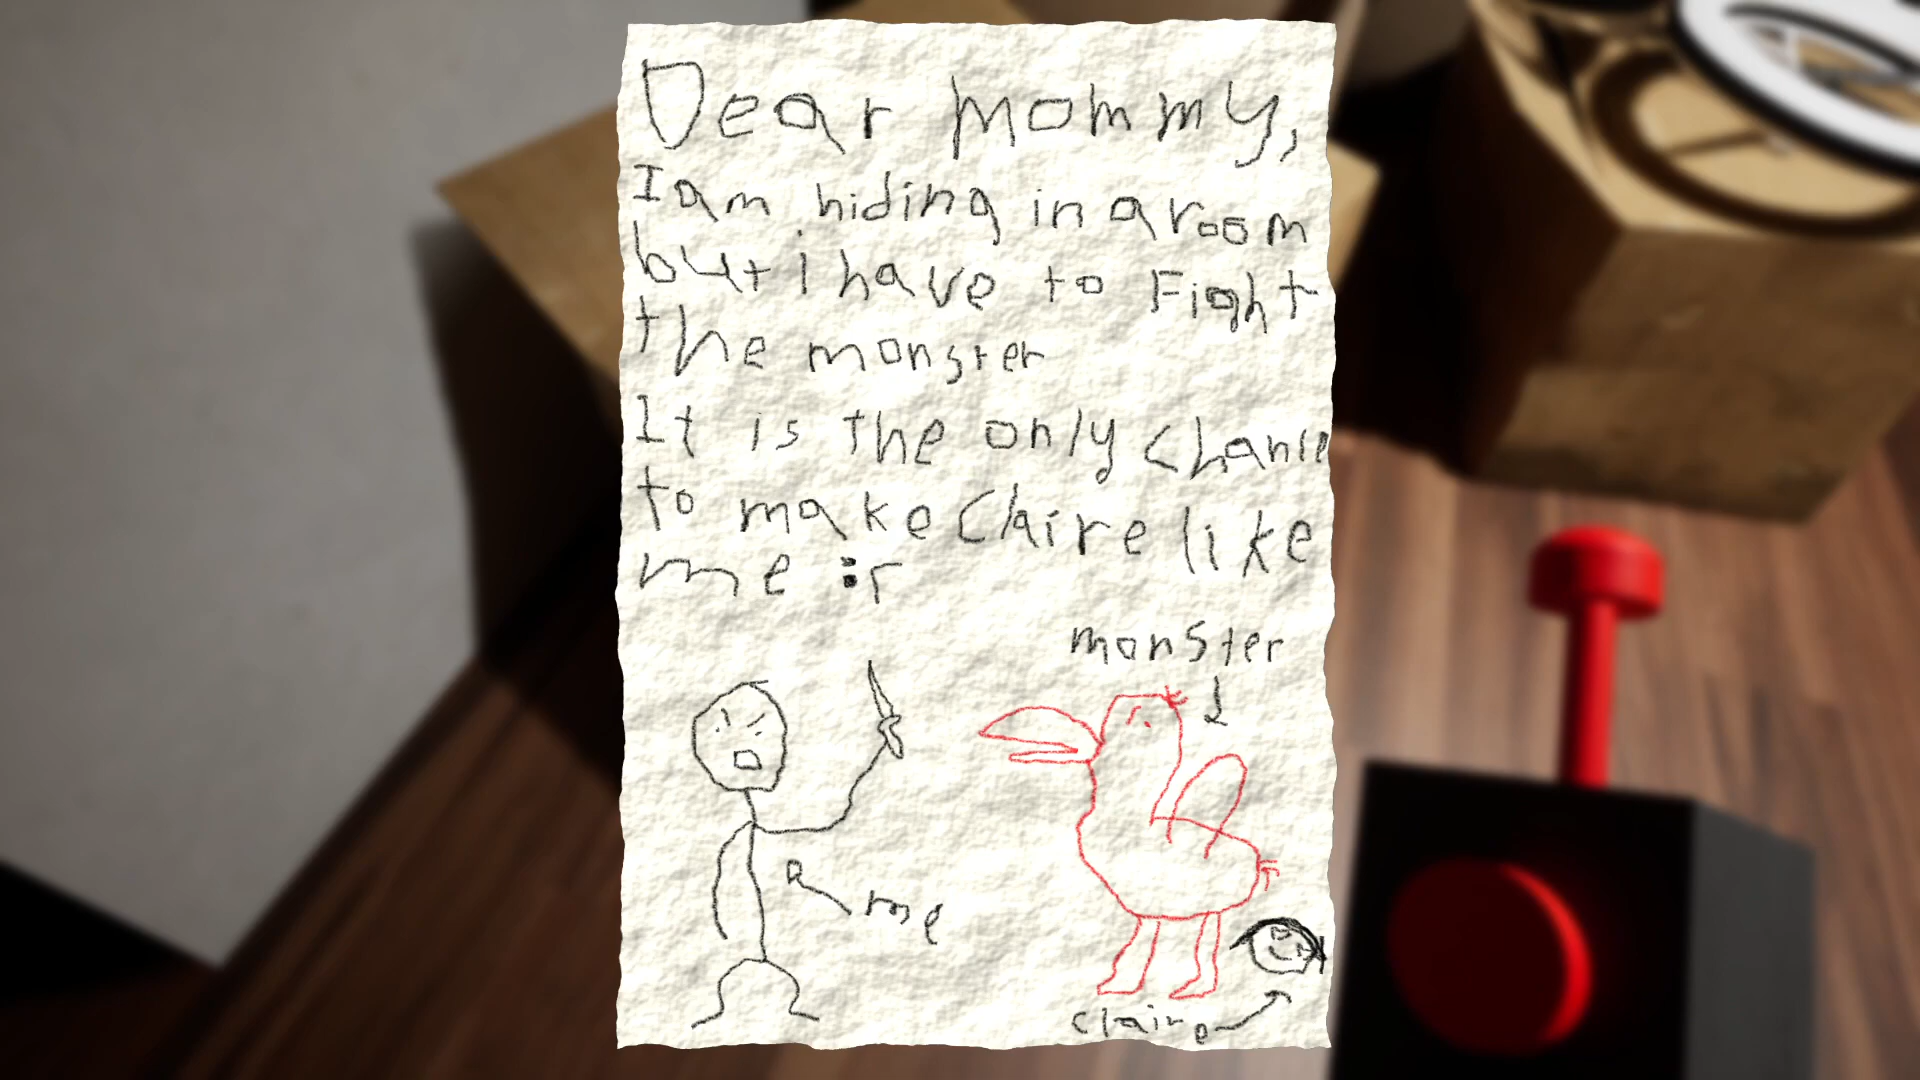 Dear mommy,
I am hiding in a room
but i have to Fight
the monster
It is the only chance
to make Claire like
me :r
monster
me
claire